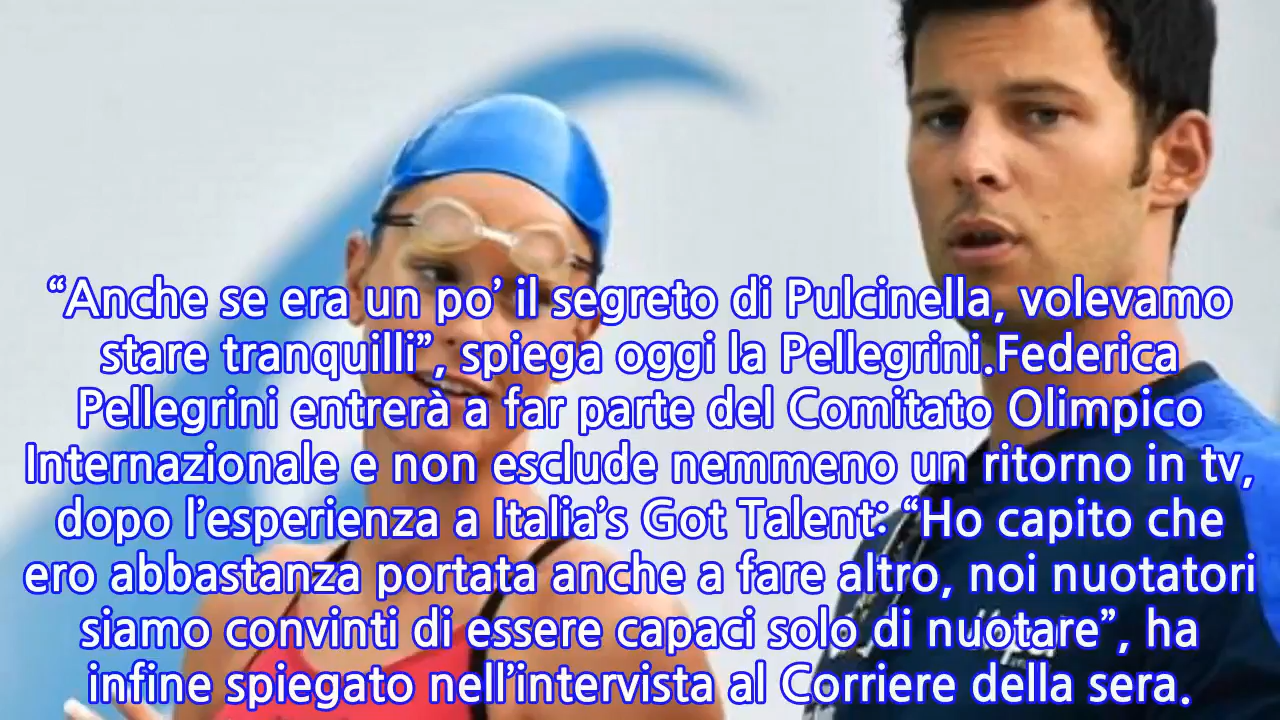 “Anche se era un po’ il segreto di Pulcinella, volevamo
stare tranquilli”, spiega oggi la Pellegrini.Federica
Pellegrini entrerà a far parte del Comitato Olimpico
Internazionale e non esclude nemmeno un ritorno in tv,
dopo l’esperienza a Italia’s Got Talent: “Ho capito che
ero abbastanza portata anche a fare altro, noi nuotatori
siamo convinti di essere capaci solo di nuotare”, ha
infine spiegato nell’intervista al Corriere della sera.